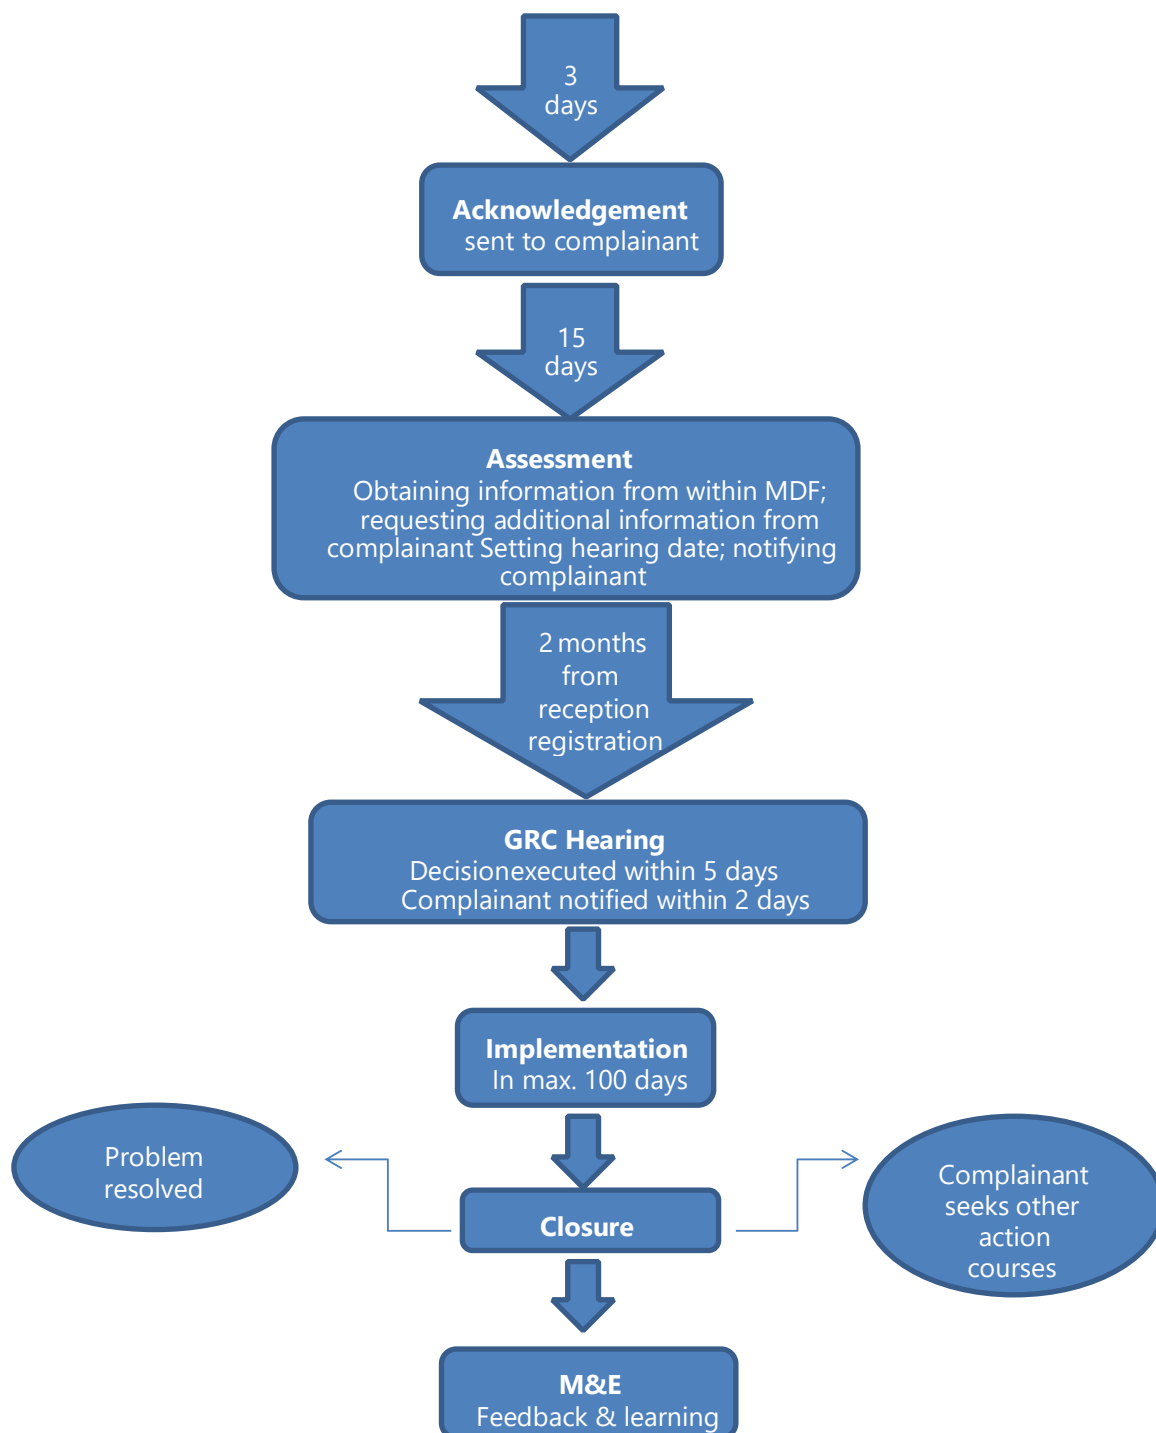 3
days
Acknowledgement
sent to complainant
15
days
Assessment
Obtaining information from within MDF;
requesting additional information from
complainant Setting hearing date; notifying
complainant
2 months
from
reception
registration
GRC Hearing
Decisionexecuted within 5 days
Complainant notified within 2 days
Implementation
In max. 100 days
Problem
resolved
Closure
Complainant
seeks other
action
courses
M&E
Feedback & learning